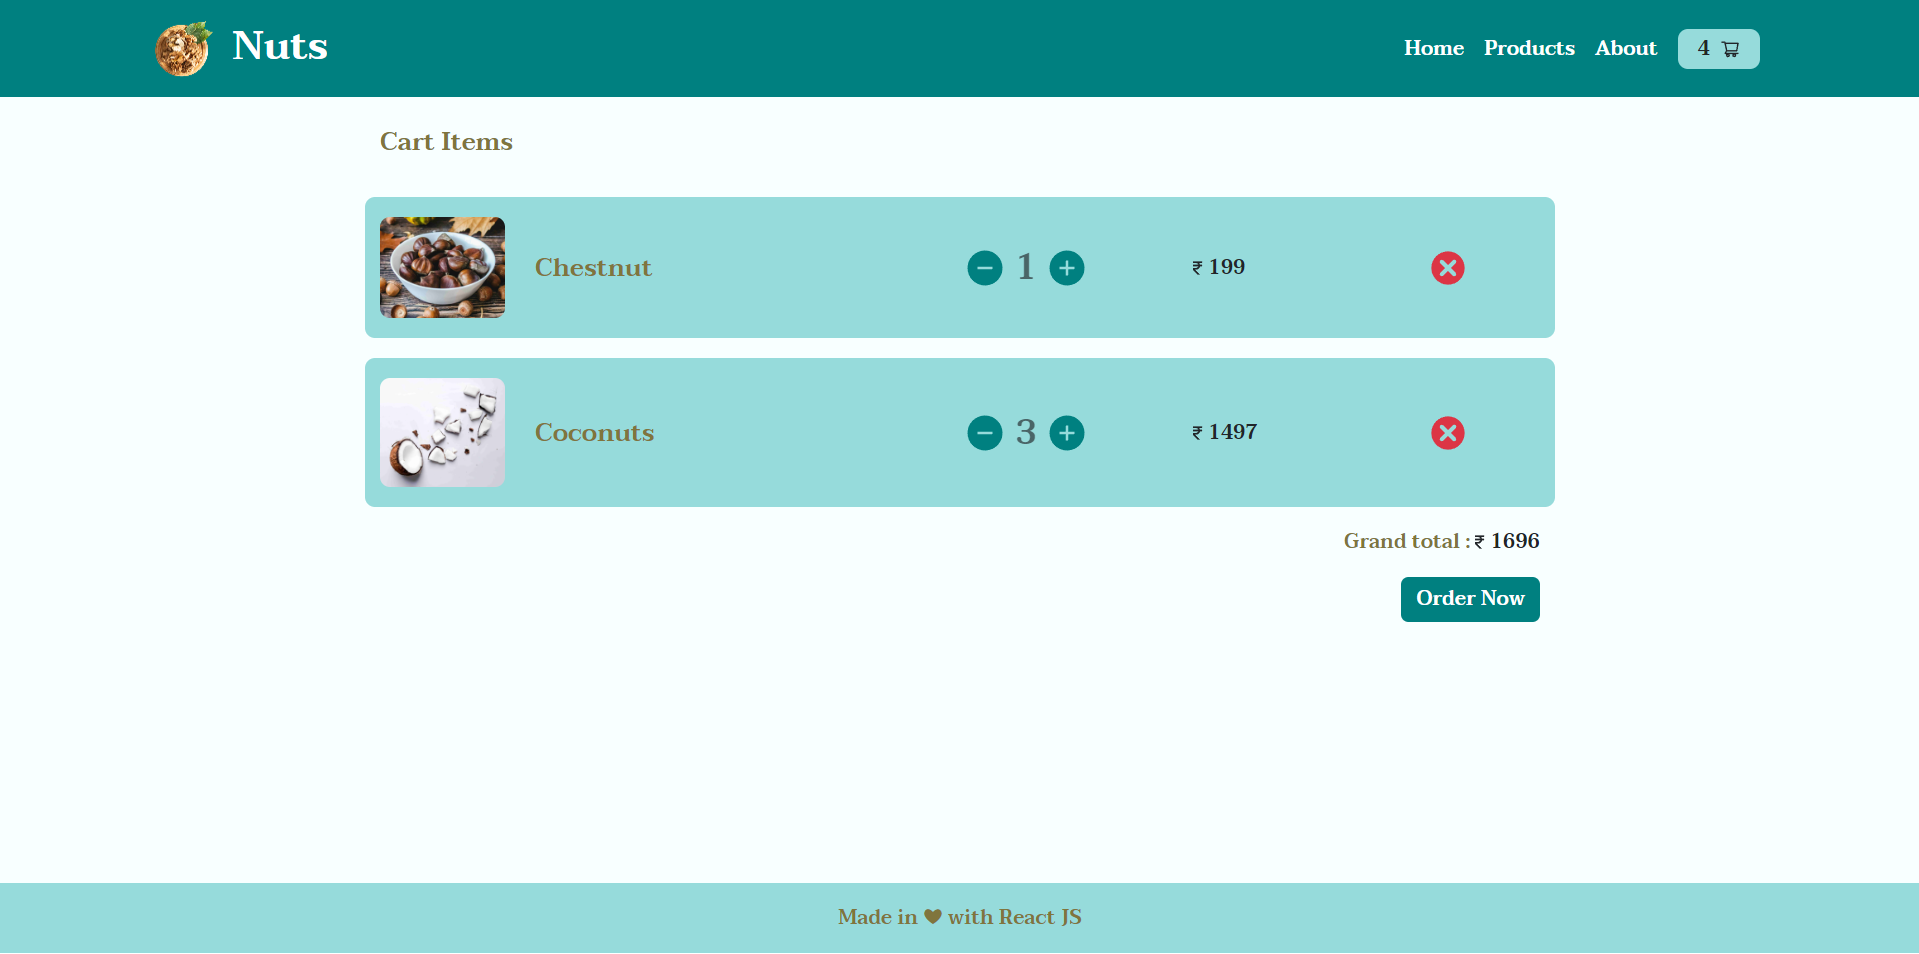 Nuts
Home Products About 4
Cart Items
Chestnut 1 ₹ 199
Coconuts 3 ₹ 1497
Grand total : ₹ 1696
Order Now
Made in ♥ with React JS